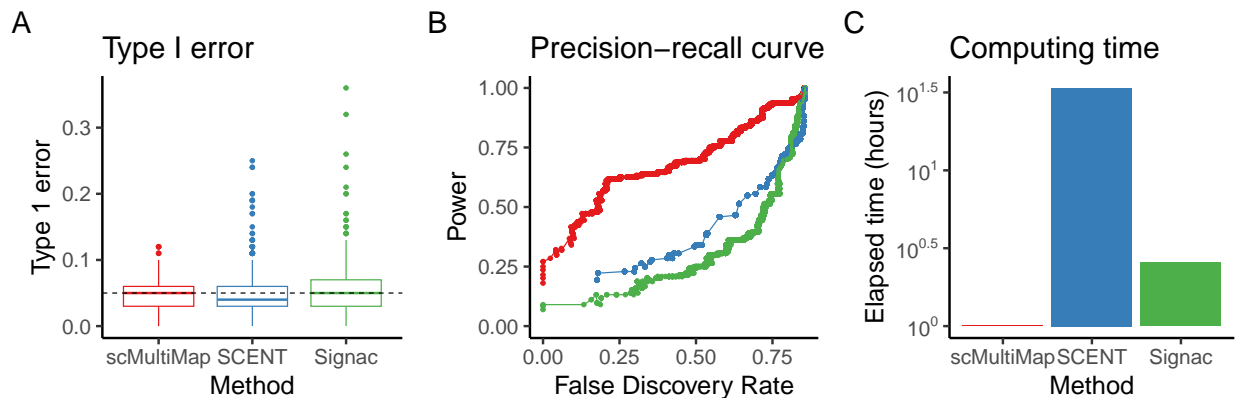 A
Type I error
Type 1 error
0.3
0.2
0.1
0.0
scMultiMap SCENT Signac
Method
B
Precision−recall curve
Power
1.00
0.75
0.50
0.25
0.00
0.00 0.25 0.50 0.75
False Discovery Rate
C
Computing time
Elapsed time (hours)
10^1.5
10^1
10^0.5
10^0
scMultiMap SCENT Signac
Method